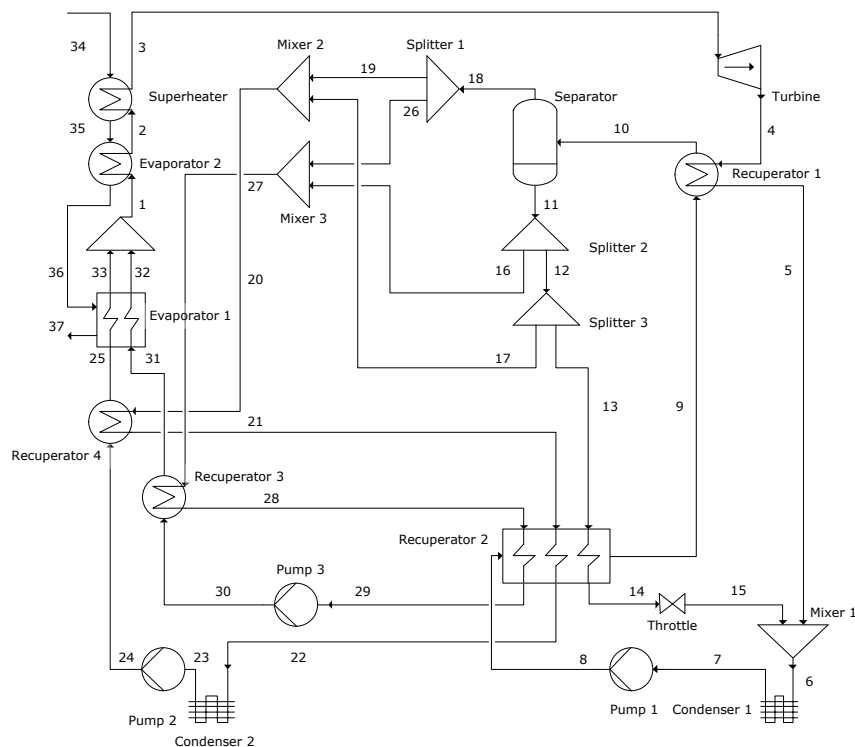 34
3
Mixer 2
Splitter 1
19
18
Superheater
Separator
Turbine
35
2
26
10
4
Evaporator 2
Recuperator 1
27
1
Mixer 3
11
Splitter 2
33
32
16
12
5
36
20
Evaporator 1
Splitter 3
37
25
31
17
13
9
21
Recuperator 4
Recuperator 3
28
Recuperator 2
Pump 3
30
29
14
15
Mixer 1
Throttle
24
23
22
8
7
6
Pump 2
Pump 1
Condenser 1
Condenser 2